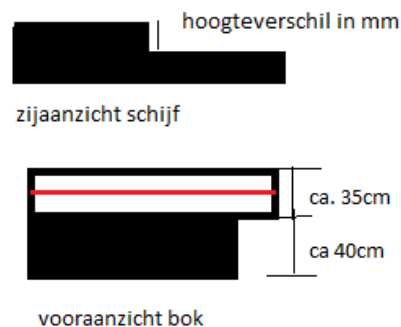 hoogteverschil in mm
zijaanzicht schijf
ca. 35cm
ca 40cm
vooraanzicht bok